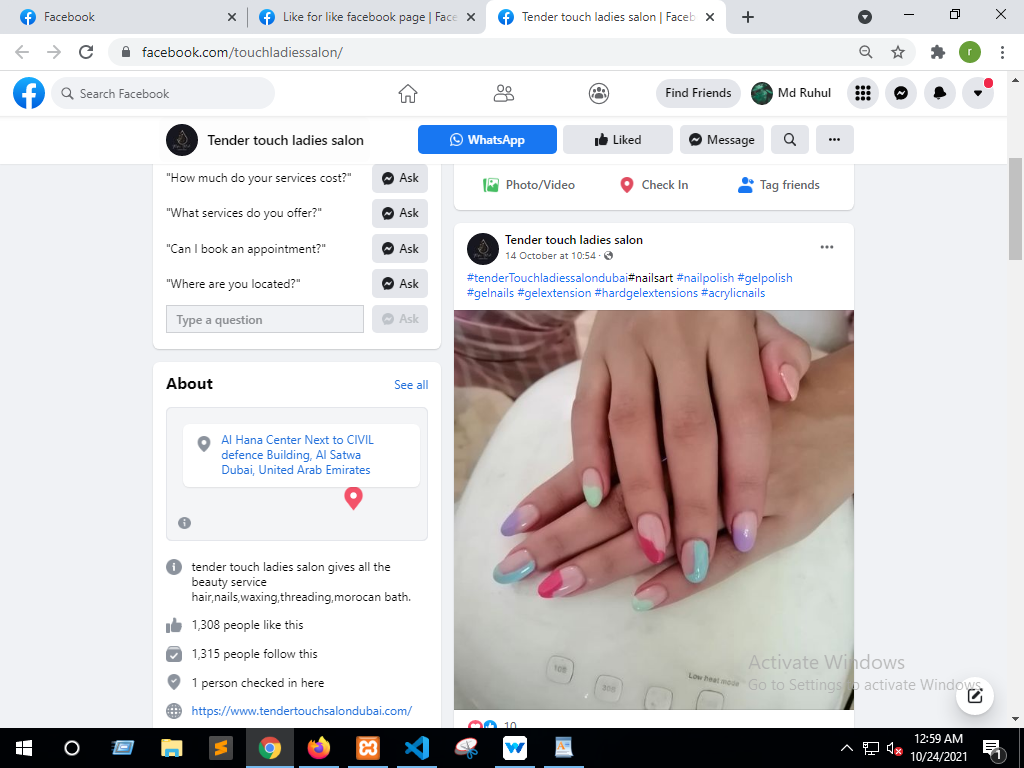 Facebook
Like for like facebook page | Face
Tender touch ladies salon | Faceb
facebook.com/touchladiessalon/
r
Search Facebook
Find Friends
Md Ruhul
Tender touch ladies salon
WhatsApp
Liked
Message
"How much do your services cost?"
Ask
"What services do you offer?"
Ask
"Can I book an appointment?"
Ask
"Where are you located?"
Ask
Type a question
Ask
About
See all
Al Hana Center Next to CIVIL
defence Building, Al Satwa
Dubai, United Arab Emirates
tender touch ladies salon gives all the
beauty service
hair,nails,waxing,threading,morocan bath.
1,308 people like this
1,315 people follow this
1 person checked in here
https://www.tendertouchsalondubai.com/
Photo/Video
Check In
Tag friends
Tender touch ladies salon
14 October at 10:54 ·
#tenderTouchladiessalondubai#nailsart #nailpolish #gelpolish
#gelnails #gelextension #hardgelextensions #acrylicnails
Low heat mode
10
Activate Windows
Go to Settings to activate Windows.
12:59 AM
10/24/2021
1